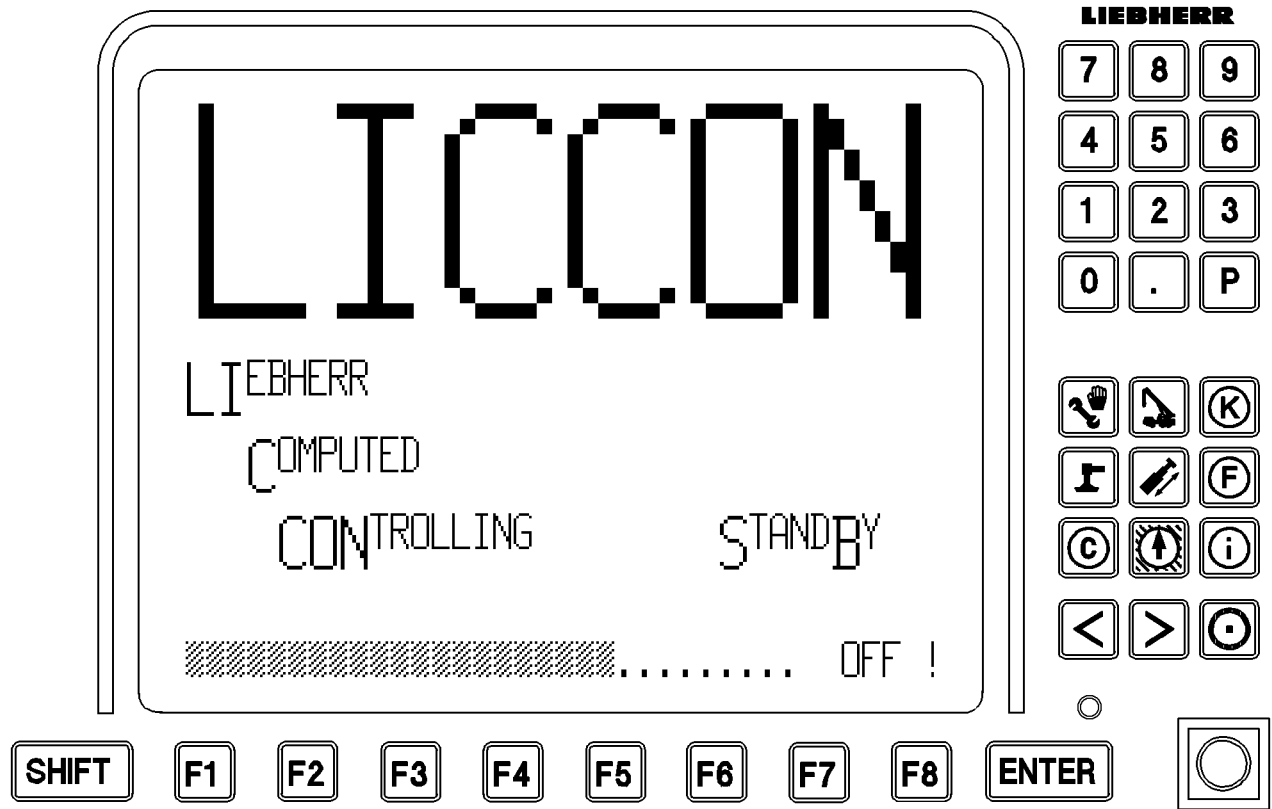 LIEBHERR
7 8 9
4 5 6
1 2 3
0 . P
LICCON
LIEBHERR
COMPUTED
CONTROLLING STANDBY
K
F
C i
< >
......... OFF !
SHIFT F1 F2 F3 F4 F5 F6 F7 F8 ENTER